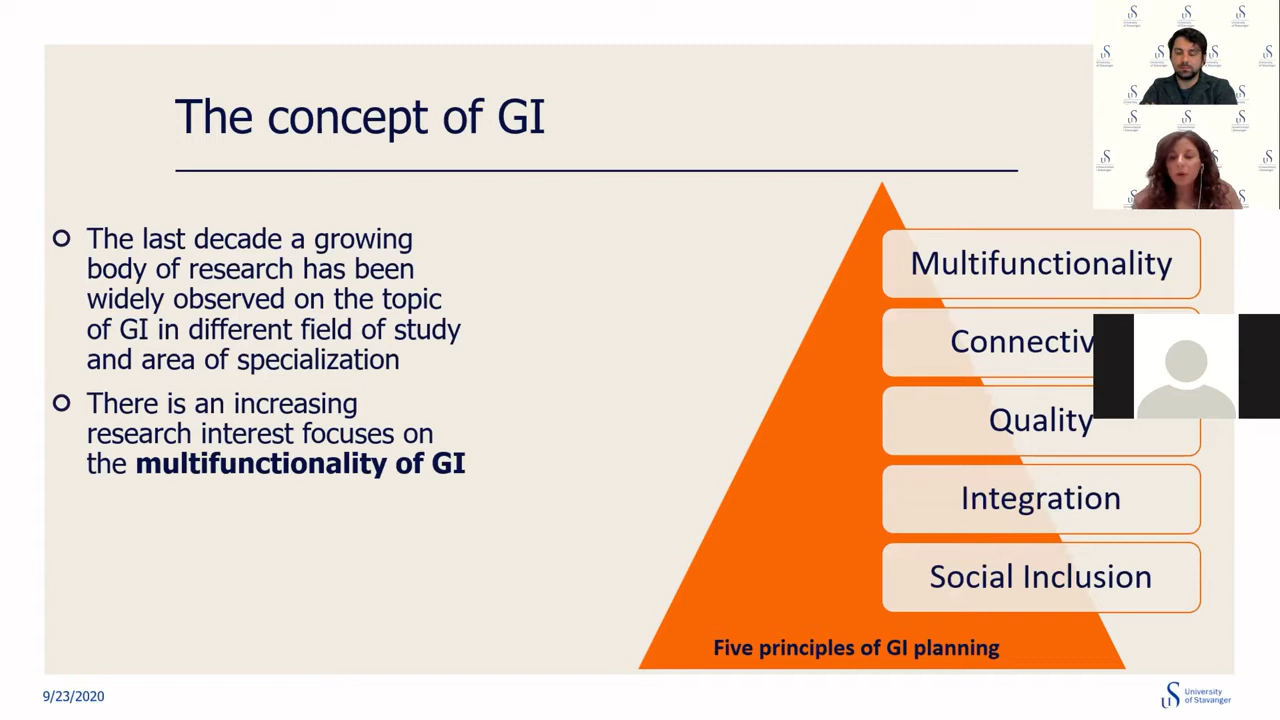 The concept of GI
The last decade a growing
body of research has been
widely observed on the topic
of GI in different field of study
and area of specialization
There is an increasing
research interest focuses on
the multifunctionality of GI
Multifunctionality
Connectiv
Quality
Integration
Social Inclusion
Five principles of GI planning
9/23/2020
University
of Stavanger